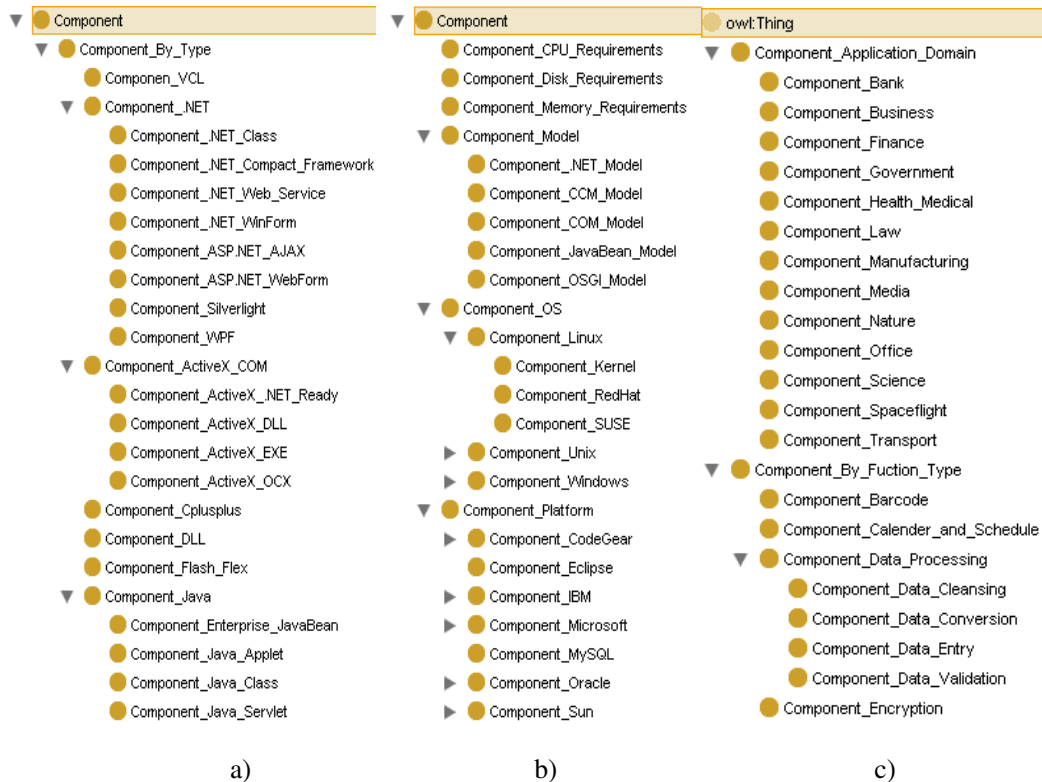 Component
Component_By_Type
Componen_VCL
Component_.NET
Component_.NET_Class
Component_.NET_Compact_Framework
Component_.NET_Web_Service
Component_.NET_WinForm
Component_ASP.NET_AJAX
Component_ASP.NET_WebForm
Component_Silverlight
Component_WPF
Component_ActiveX_COM
Component_ActiveX_.NET_Ready
Component_ActiveX_DLL
Component_ActiveX_EXE
Component_ActiveX_OCX
Component_Cplusplus
Component_DLL
Component_Flash_Flex
Component_Java
Component_Enterprise_JavaBean
Component_Java_Applet
Component_Java_Class
Component_Java_Servlet
a)
Component
Component_CPU_Requirements
Component_Disk_Requirements
Component_Memory_Requirements
Component_Model
Component_.NET_Model
Component_CCM_Model
Component_COM_Model
Component_JavaBean_Model
Component_OSGI_Model
Component_OS
Component_Linux
Component_Kernel
Component_RedHat
Component_SUSE
Component_Unix
Component_Windows
Component_Platform
Component_CodeGear
Component_Eclipse
Component_IBM
Component_Microsoft
Component_MySQL
Component_Oracle
Component_Sun
b)
owl:Thing
Component_Application_Domain
Component_Bank
Component_Business
Component_Finance
Component_Government
Component_Health_Medical
Component_Law
Component_Manufacturing
Component_Media
Component_Nature
Component_Office
Component_Science
Component_Spaceflight
Component_Transport
Component_By_Fuction_Type
Component_Barcode
Component_Calender_and_Schedule
Component_Data_Processing
Component_Data_Cleansing
Component_Data_Conversion
Component_Data_Entry
Component_Data_Validation
Component_Encryption
c)